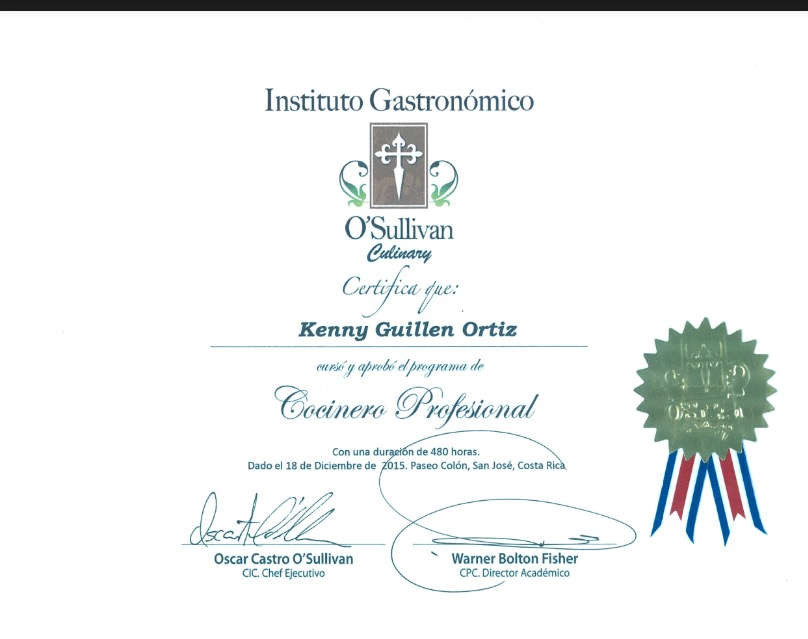 Instituto Gastronómico
O'Sullivan
Culinary
Certifica que:
Kenny Guillen Ortiz
cursó y aprobó el programa de
Cocinero Profesional
Con una duración de 480 horas.
Dado el 18 de Diciembre de 2015. Paseo Colón, San José, Costa Rica
Oscar Castro O'Sullivan
CIC. Chef Ejecutivo
Warner Bolton Fisher
CPC. Director Académico